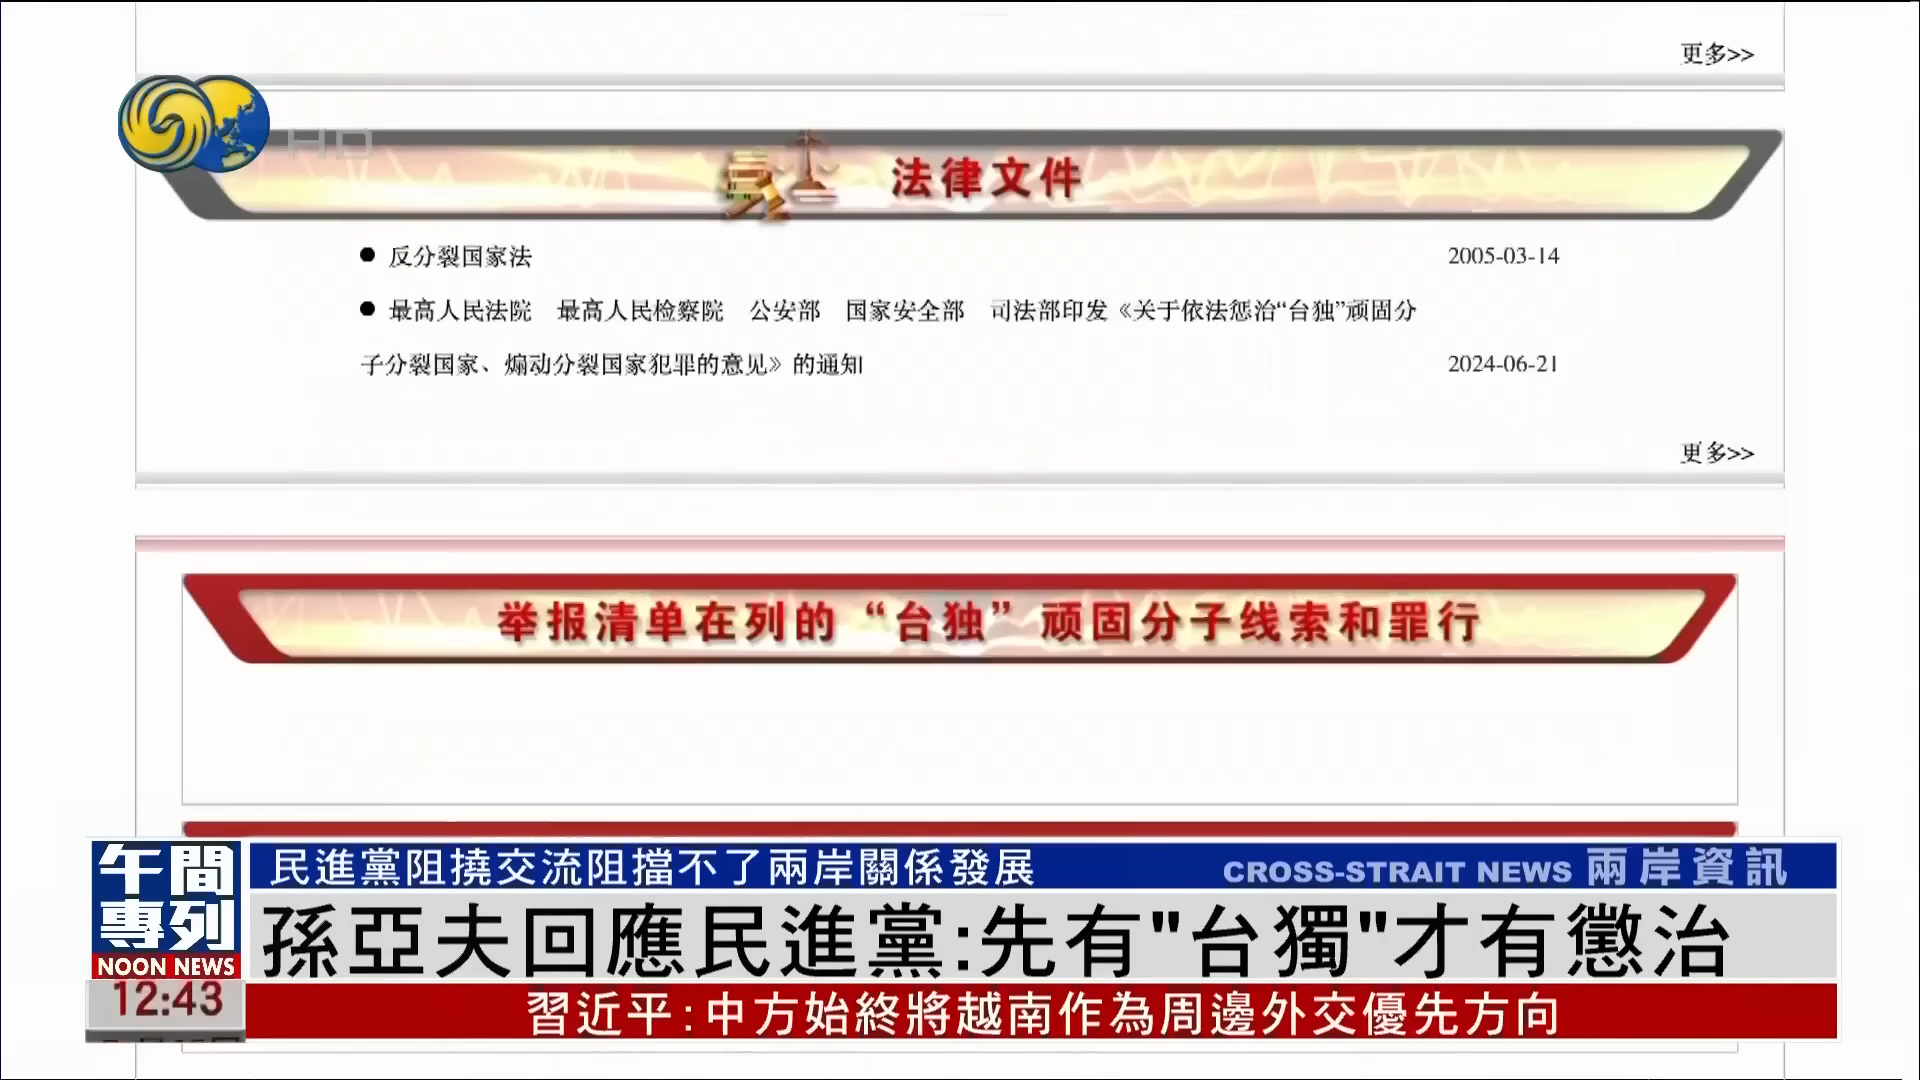 更多>>
HD
法律文件
● 反分裂国家法 2005-03-14
● 最高人民法院 最高人民检察院 公安部 国家安全部 司法部印发《关于依法惩治“台独”顽固分
子分裂国家、煽动分裂国家犯罪的意见》的通知 2024-06-21
更多>>
举报清单在列的“台独”顽固分子线索和罪行
午間
專列
NOON NEWS
12:43
民進黨阻撓交流阻擋不了兩岸關係發展 CROSS-STRAIT NEWS 兩岸資訊
孫亞夫回應民進黨:先有"台獨"才有懲治
習近平:中方始終將越南作為周邊外交優先方向